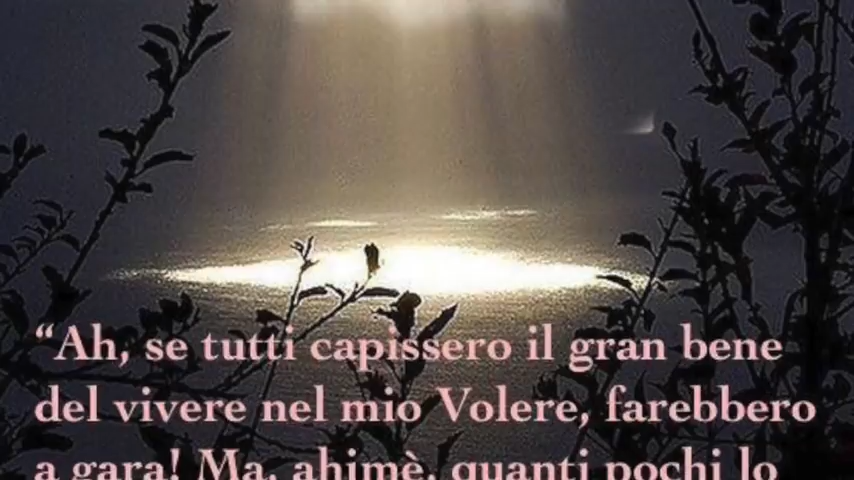 “Ah, se tutti capissero il gran bene
del vivere nel mio Volere, farebbero
a gara! Ma, ahimè, quanti pochi lo